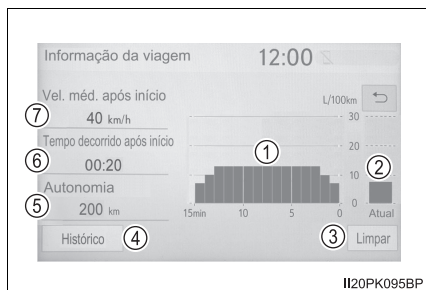 Informação da viagem 12:00
Vel. méd. após início
L/100km
7
40 km/h
30
Tempo decorrido após início
1
20
6
00:20
2
10
Autonomia
5
200 km
0
15min 10 5 0 Atual
Histórico 4 3 Limpar
II20PK095BP